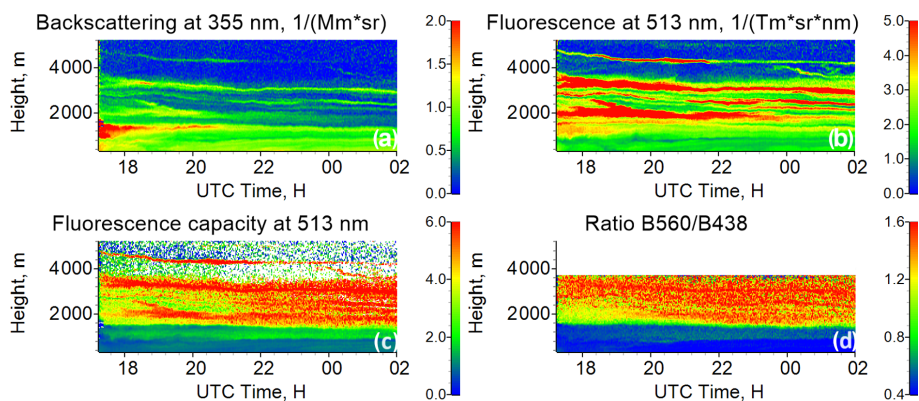 Backscattering at 355 nm, 1/(Mm*sr)
Height, m
4000
2000
18 20 22 00 02
UTC Time, H
2.0
1.5
1.0
0.5
0.0
(a)
Fluorescence at 513 nm, 1/(Tm*sr*nm)
Height, m
4000
2000
18 20 22 00 02
UTC Time, H
5.0
4.0
3.0
2.0
1.0
0.0
(b)
Fluorescence capacity at 513 nm
Height, m
4000
2000
18 20 22 00 02
UTC Time, H
6.0
4.0
2.0
0.0
(c)
Ratio B560/B438
Height, m
4000
2000
18 20 22 00 02
UTC Time, H
1.6
1.2
0.8
0.4
(d)